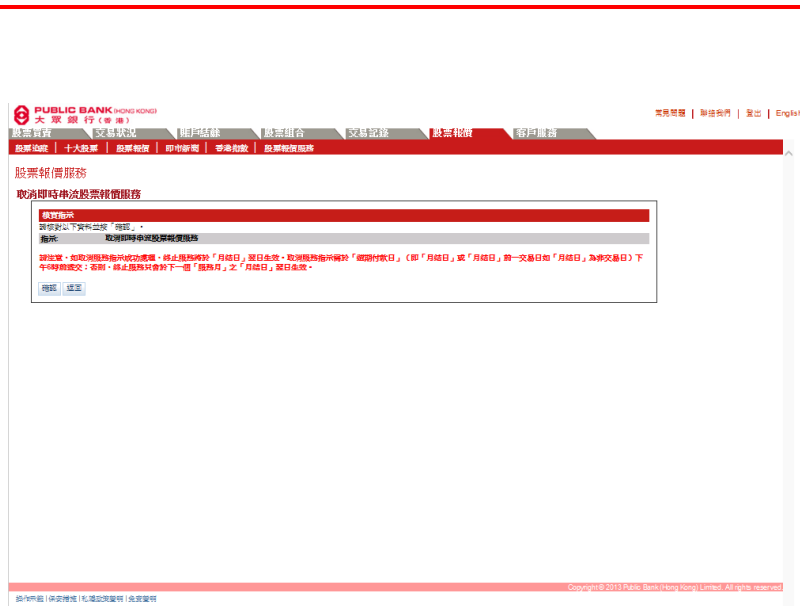 PUBLIC BANK (HONG KONG)
大眾銀行(香港)
常見問題 | 聯絡我們 | 登出 | English
股票買賣 交易狀況 賬戶結餘 股票組合 交易記錄 股票報價 客戶服務
股票追蹤 | 十大股票 | 股票報價 | 即市新聞 | 香港指數 | 股票報價服務
股票報價服務
取消即時串流股票報價服務
核實指示
請核對以下資料並按「確認」。
指示: 取消即時串流股票報價服務
請注意,如取消服務指示成功處理,終止服務將於「月結日」翌日生效。取消服務指示需於「週期付款日」(即「月結日」或「月結日」前一交易日如「月結日」為非交易日)下
午6時前遞交;否則,終止服務只會於下一個「服務月」之「月結日」翌日生效。
確認 返回
Copyright© 2013 Public Bank (Hong Kong) Limited. All rights reserved.
操作示範 | 保安措施 | 私隱政策聲明 | 免責聲明